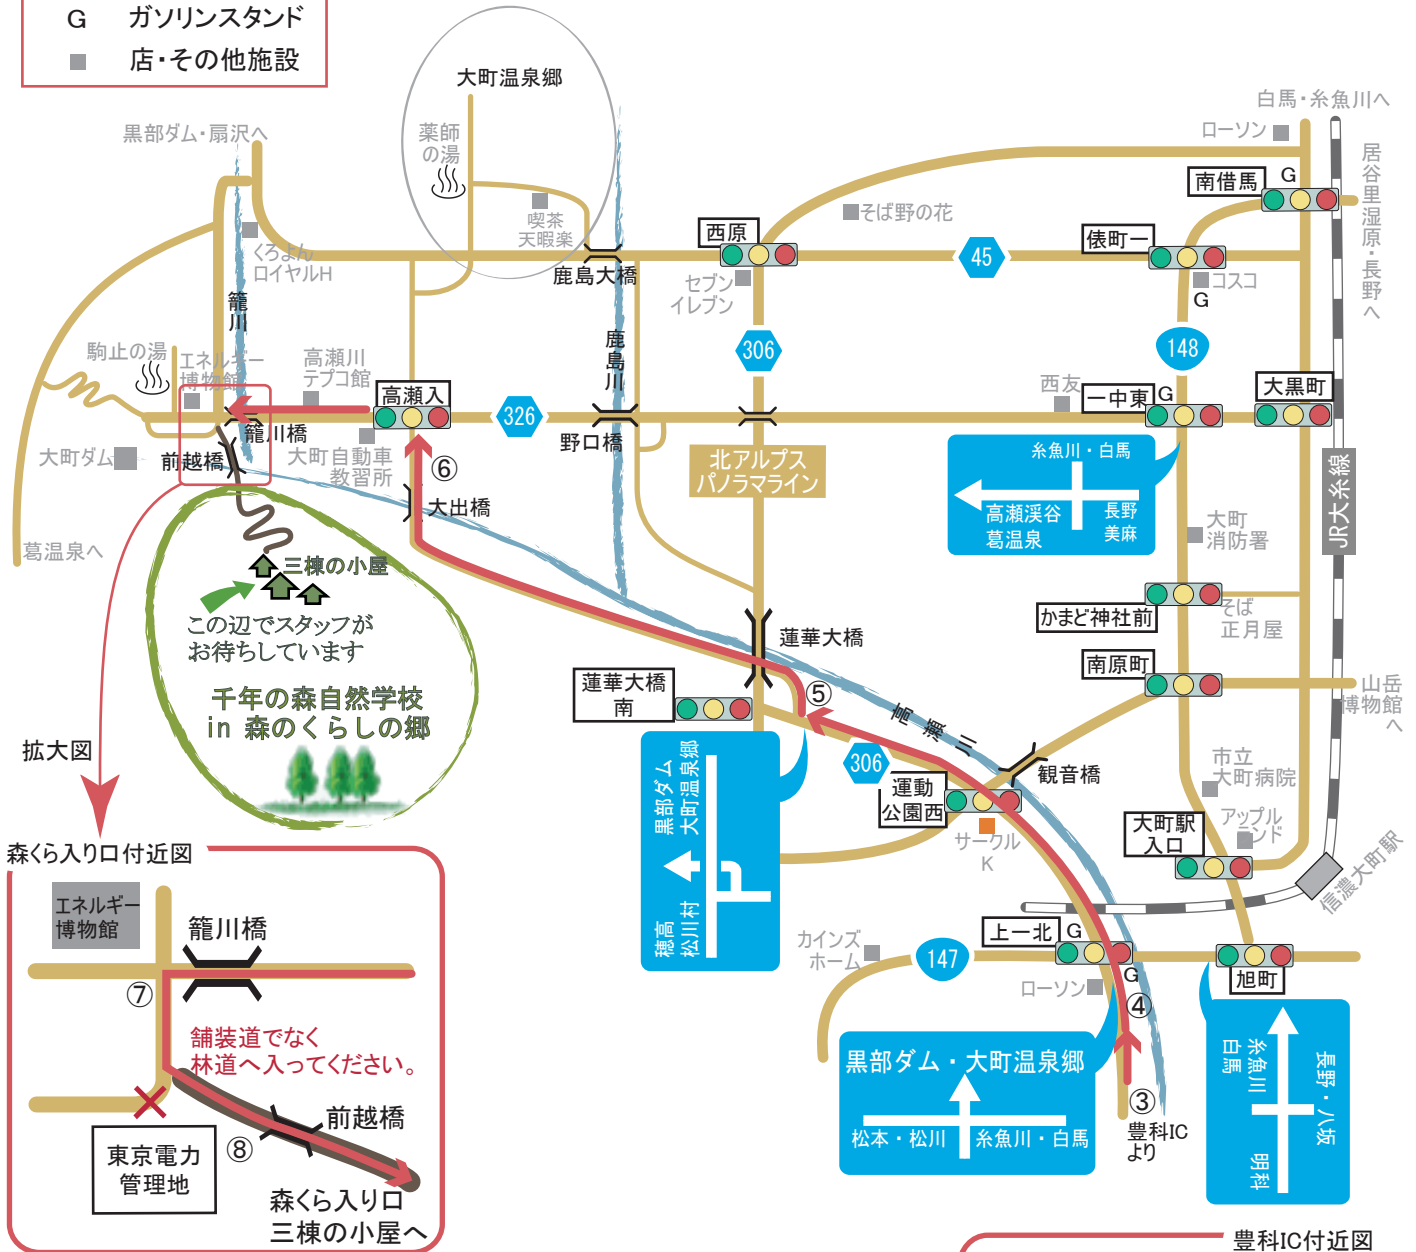 G ガソリンスタンド
■ 店・その他施設
大町温泉郷
薬師
の湯
喫茶
天暇楽
黒部ダム・扇沢へ
くろよん
ロイヤルH
籠川
鹿島大橋
鹿島川
西原
セブン
イレブン
そば野の花
45
白馬・糸魚川へ
ローソン
南借馬
G
俵町一
コスコ
G
居谷里湿原・長野へ
148
306
駒止の湯
エネルギー
博物館
高瀬川
テプコ館
高瀬入
326
籠川橋
野口橋
西友
一中東
G
大黒町
大町ダム
前越橋
大町自動車
教習所
⑥
大出橋
北アルプス
パノラマライン
糸魚川・白馬
高瀬渓谷
葛温泉
長野
美麻
大町
消防署
JR大糸線
葛温泉へ
三棟の小屋
この辺でスタッフが
お待ちしています
千年の森自然学校
in 森のくらしの郷
かまど神社前
そば
正月屋
蓮華大橋
南原町
山岳
博物館
へ
蓮華大橋
南
⑤
高瀬川
306
観音橋
運動
公園西
サークル
K
黒部ダム
大町温泉郷
穂高
松川村
市立
大町病院
アップル
ランド
大町駅
入口
信濃大町駅
拡大図
森くら入り口付近図
エネルギー
博物館
籠川橋
⑦
舗装道でなく
林道へ入ってください。
前越橋
⑧
東京電力
管理地
森くら入り口
三棟の小屋へ
カインズ
ホーム
147
上一北
G
G
ローソン
④
旭町
黒部ダム・大町温泉郷
松本・松川
糸魚川・白馬
③
豊科IC
より
白馬
糸魚川
長野・八坂
明科
豊科IC付近図